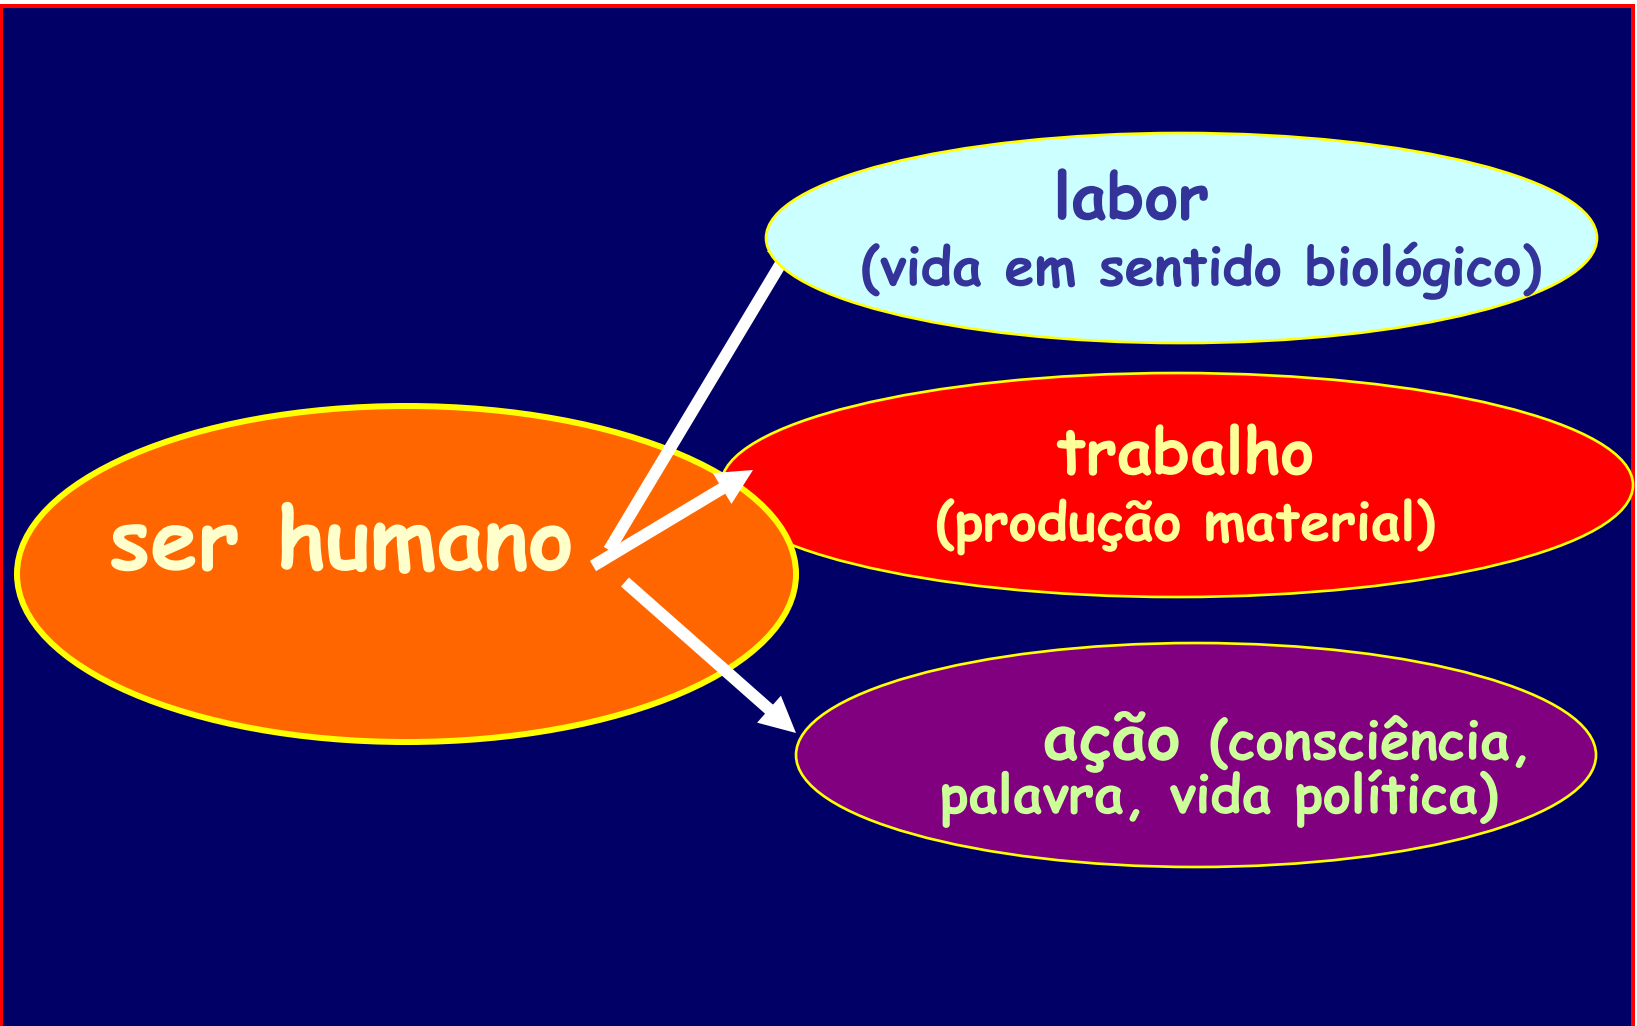 labor
(vida em sentido biológico)
trabalho
(produção material)
ser humano
ação (consciência,
palavra, vida política)